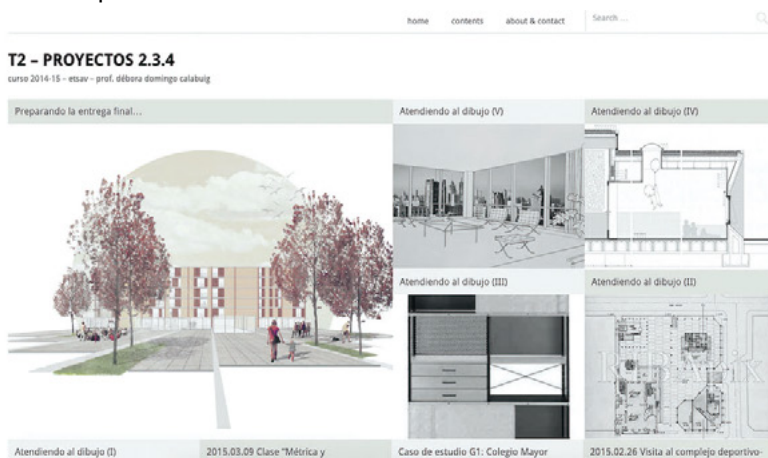 home contents about & contact Search ...
T2 – PROYECTOS 2.3.4
curso 2014-15 – etsav – prof. débora domingo calabuig
Preparando la entrega final...
Atendiendo al dibujo (V)
Atendiendo al dibujo (IV)
Atendiendo al dibujo (III)
Atendiendo al dibujo (II)
Atendiendo al dibujo (I)
2015.03.09 Clase "Métrica y
Caso de estudio G1: Colegio Mayor
2015.02.26 Visita al complejo deportivo-